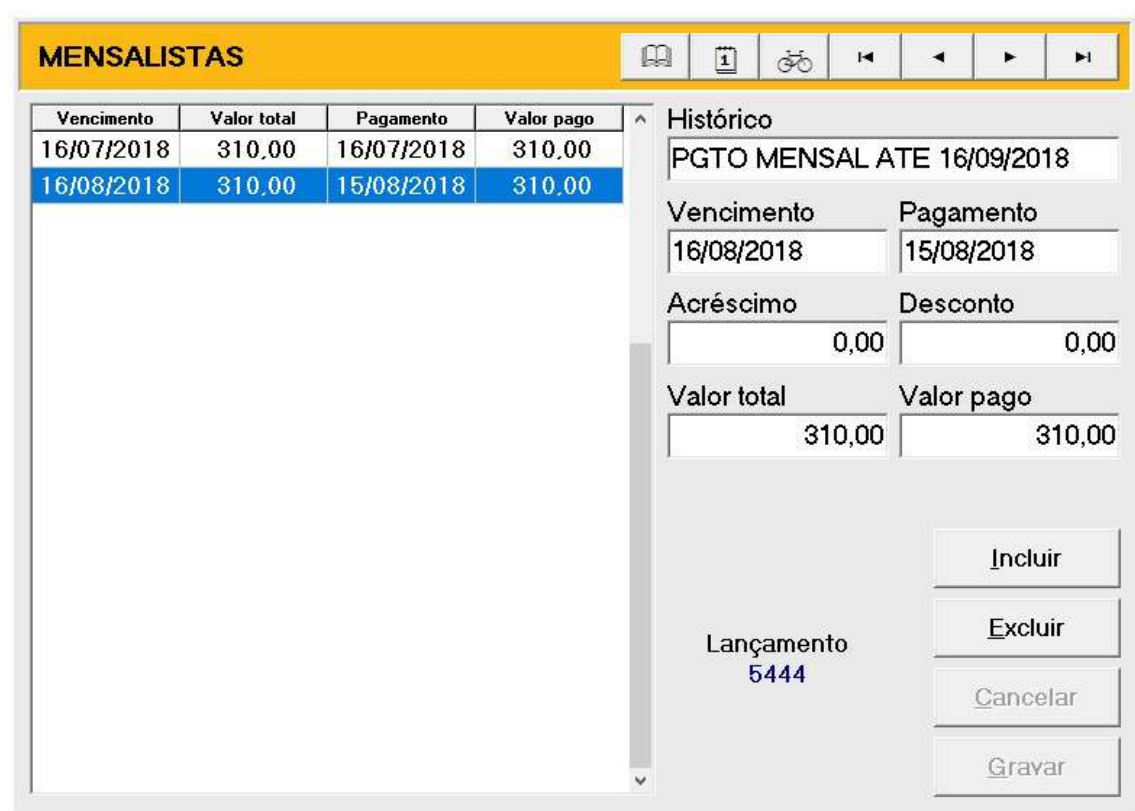 MENSALISTAS
1
Vencimento Valor total Pagamento Valor pago
16/07/2018 310,00 16/07/2018 310,00
16/08/2018 310,00 15/08/2018 310,00
Histórico
PGTO MENSAL ATE 16/09/2018
Vencimento Pagamento
16/08/2018 15/08/2018
Acréscimo Desconto
0,00 0,00
Valor total Valor pago
310,00 310,00
Incluir
Excluir
Lançamento
5444
Cancelar
Gravar